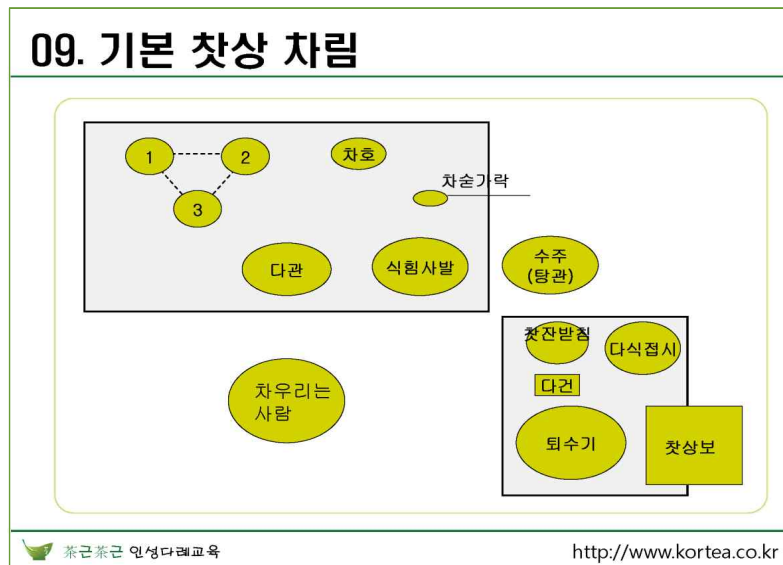 09. 기본 찻상 차림
1
2
차호
차숟가락
3
다관
식힘사발
수주
(탕관)
찻잔받침
다식접시
다건
차우리는
사람
퇴수기
찻상보
茶근茶근 인성다례교육
http://www.kortea.co.kr